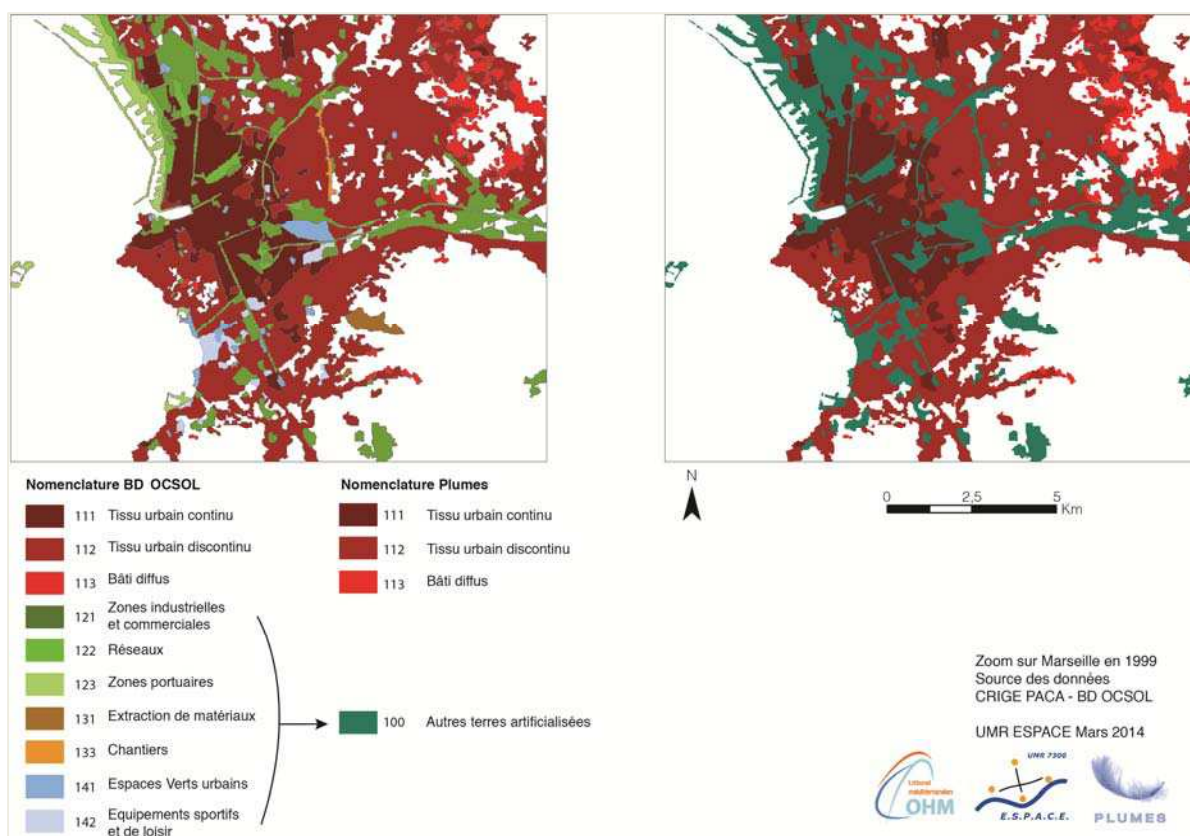 Nomenclature BD OCSOL
111 Tissu urbain continu
112 Tissu urbain discontinu
113 Bâti diffus
121 Zones industrielles
et commerciales
122 Réseaux
123 Zones portuaires
131 Extraction de matériaux
133 Chantiers
141 Espaces Verts urbains
142 Equipements sportifs
et de loisir
Nomenclature Plumes
111 Tissu urbain continu
112 Tissu urbain discontinu
113 Bâti diffus
100 Autres terres artificialisées
N
0 2,5 5
Km
Zoom sur Marseille en 1999
Source des données
CRIGE PACA - BD OCSOL
UMR ESPACE Mars 2014
Littoral
méditerranéen
OHM
UMR 7300
E.S.P.A.C.E.
PLUMES